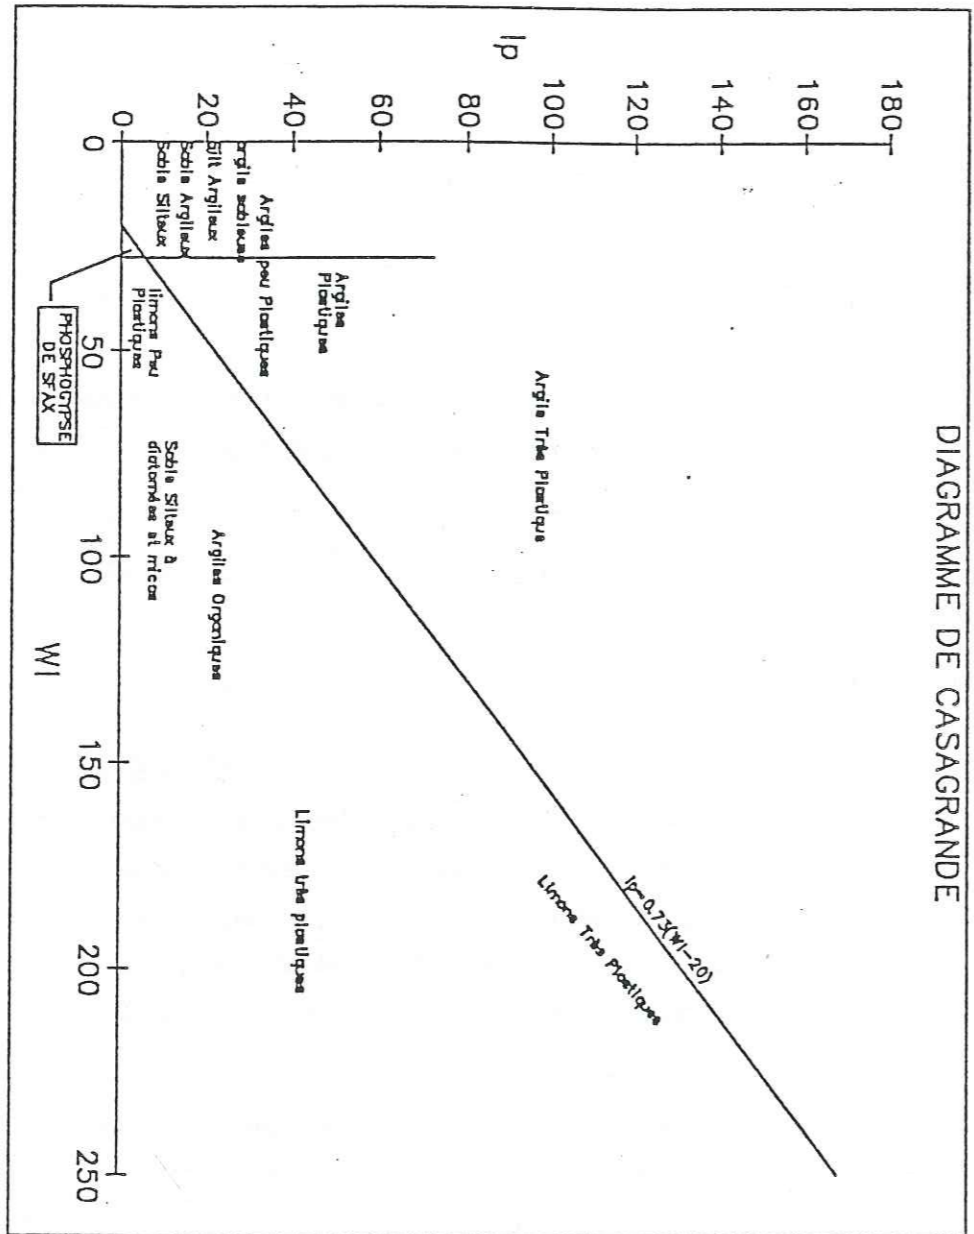 DIAGRAMME DE CASAGRANDE
Ip
180
160
140
120
100
80
60
40
20
0
0
50
100
150
200
250
Wl
Ip=0.73(Wl-20)
Argile Très Plastique
Argiles
Plastiques
Argiles peu Plastiques
argile sableuse
Silt Argileux
Sable Argileux
Sable Silteux
limons Peu
Plastiques
Sable Silteux à
diatomées et micas
Argiles Organiques
Limons très plastiques
Limons Très Plastiques
PHOSPHOGYPSE
DE SFAX